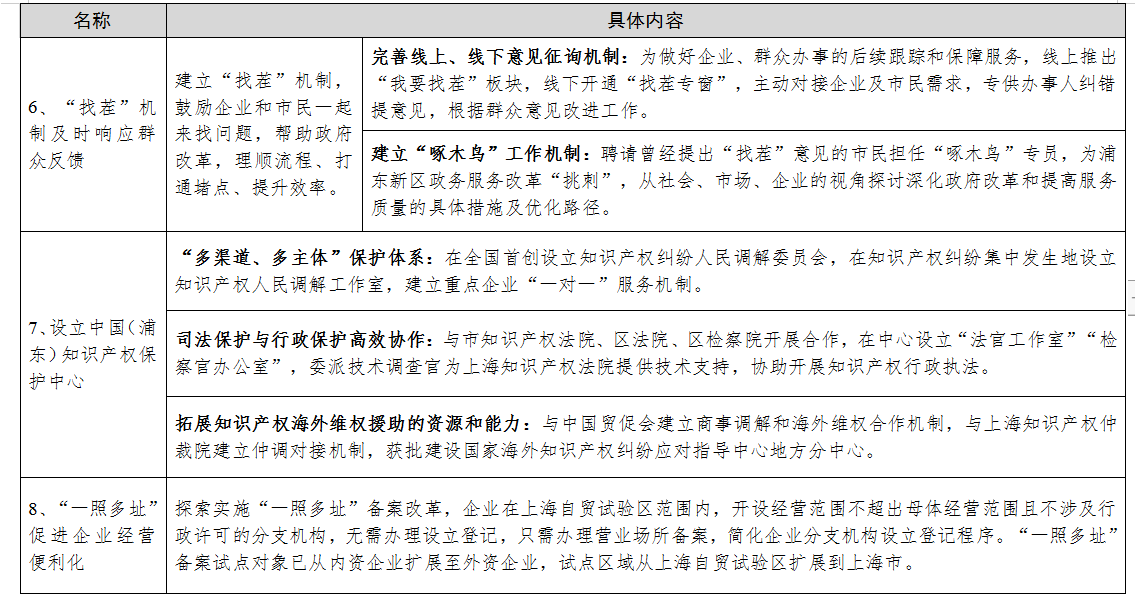 名称
具体内容
6、“找茬”机
制及时响应群
众反馈
建立“找茬”机制，
鼓励企业和市民一起
来找问题，帮助政府
改革，理顺流程、打
通堵点、提升效率。
完善线上、线下意见征询机制：为做好企业、群众办事的后续跟踪和保障服务，线上推出
“我要找茬”板块，线下开通“找茬专窗”，主动对接企业及市民需求，专供办事人纠错
提意见，根据群众意见改进工作。
建立“啄木鸟”工作机制：聘请曾经提出“找茬”意见的市民担任“啄木鸟”专员，为浦
东新区政务服务改革“挑刺”，从社会、市场、企业的视角探讨深化政府改革和提高服务
质量的具体措施及优化路径。
7、设立中国（浦
东）知识产权保
护中心
“多渠道、多主体”保护体系：在全国首创设立知识产权纠纷人民调解委员会，在知识产权纠纷集中发生地设立
知识产权人民调解工作室，建立重点企业“一对一”服务机制。
司法保护与行政保护高效协作：与市知识产权法院、区法院、区检察院开展合作，在中心设立“法官工作室”“检
察官办公室”，委派技术调查官为上海知识产权法院提供技术支持，协助开展知识产权行政执法。
拓展知识产权海外维权援助的资源和能力：与中国贸促会建立商事调解和海外维权合作机制，与上海知识产权仲
裁院建立仲调对接机制，获批建设国家海外知识产权纠纷应对指导中心地方分中心。
8、“一照多址”
促进企业经营
便利化
探索实施“一照多址”备案改革，企业在上海自贸试验区范围内，开设经营范围不超出母体经营范围且不涉及行
政许可的分支机构，无需办理设立登记，只需办理营业场所备案，简化企业分支机构设立登记程序。“一照多址”
备案试点对象已从内资企业扩展至外资企业，试点区域从上海自贸试验区扩展到上海市。